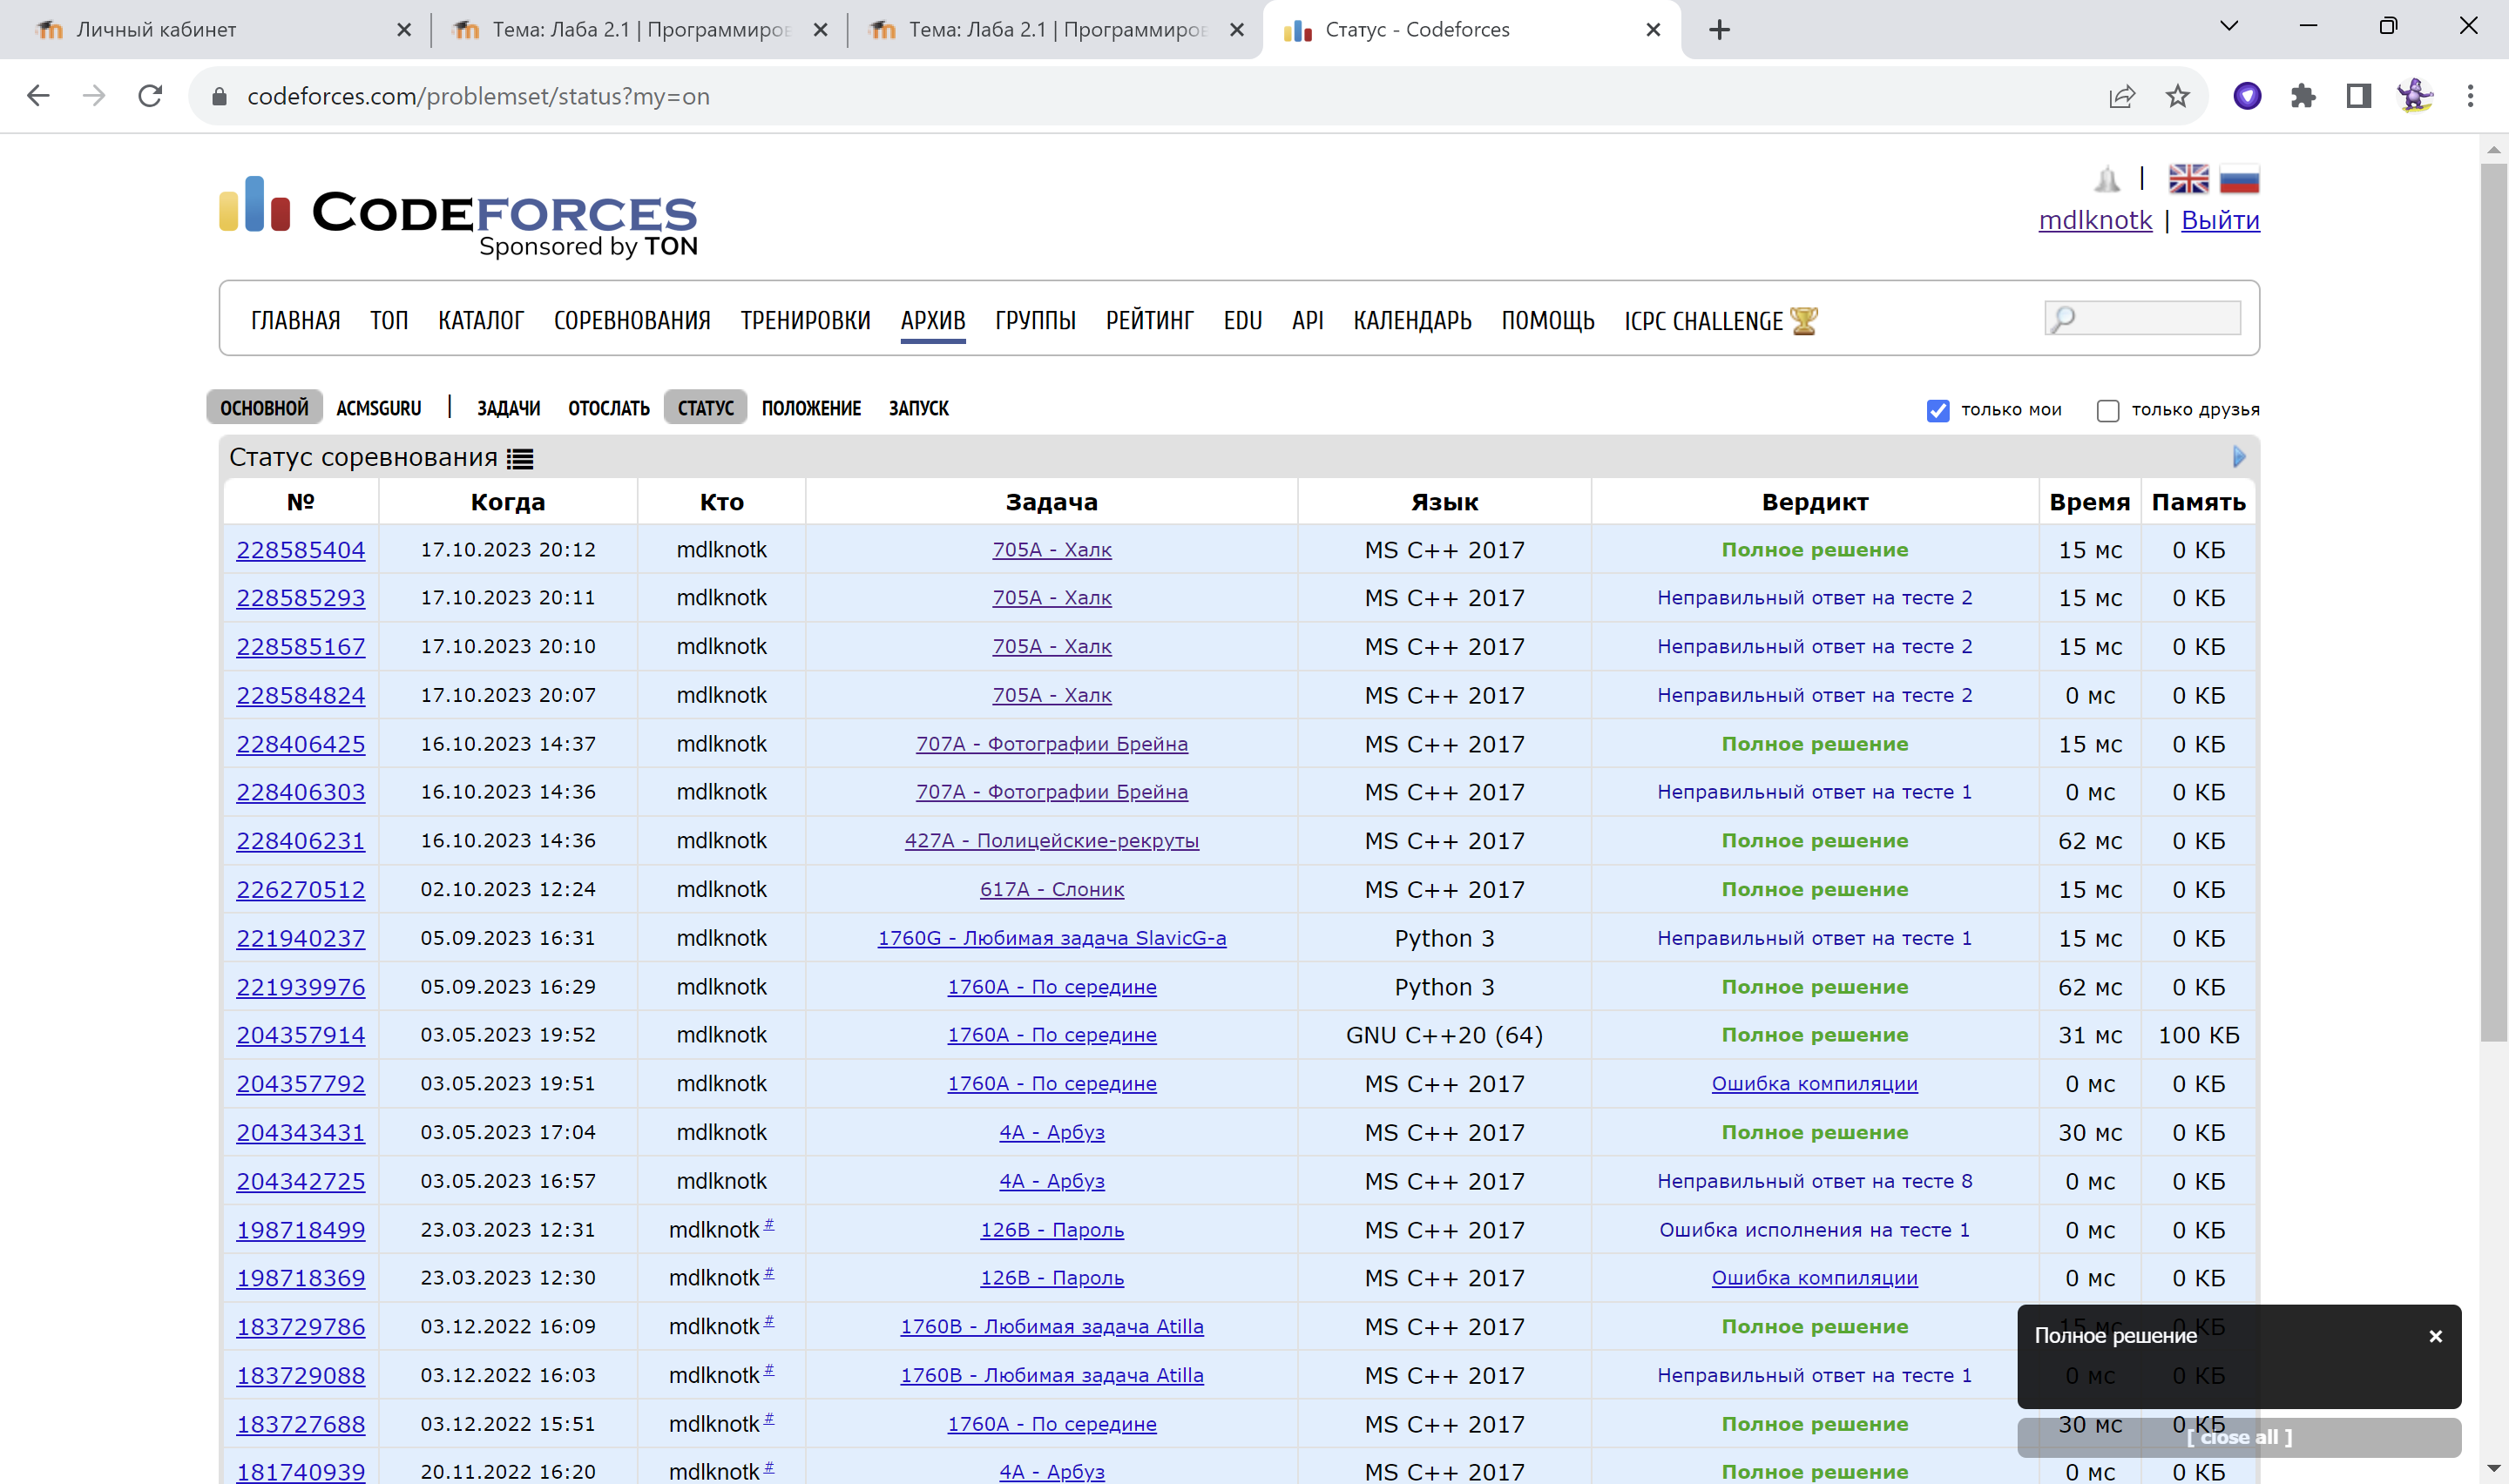 Личный кабинет
Тема: Лаба 2.1 | Программиров
Тема: Лаба 2.1 | Программиров
Статус - Codeforces
codeforces.com/problemset/status?my=on
CODEFORCES
Sponsored by TON
|
mdlknotk | Выйти
ГЛАВНАЯ ТОП КАТАЛОГ СОРЕВНОВАНИЯ ТРЕНИРОВКИ АРХИВ ГРУППЫ РЕЙТИНГ EDU API КАЛЕНДАРЬ ПОМОЩЬ ICPC CHALLENGE
ОСНОВНОЙ ACMSGURU | ЗАДАЧИ ОТОСЛАТЬ СТАТУС ПОЛОЖЕНИЕ ЗАПУСК
только мои только друзья
Статус соревнования
№ Когда Кто Задача Язык Вердикт Время Память
228585404 17.10.2023 20:12 mdlknotk 705A - Халк MS C++ 2017 Полное решение 15 мс 0 КБ
228585293 17.10.2023 20:11 mdlknotk 705A - Халк MS C++ 2017 Неправильный ответ на тесте 2 15 мс 0 КБ
228585167 17.10.2023 20:10 mdlknotk 705A - Халк MS C++ 2017 Неправильный ответ на тесте 2 15 мс 0 КБ
228584824 17.10.2023 20:07 mdlknotk 705A - Халк MS C++ 2017 Неправильный ответ на тесте 2 0 мс 0 КБ
228406425 16.10.2023 14:37 mdlknotk 707A - Фотографии Брейна MS C++ 2017 Полное решение 15 мс 0 КБ
228406303 16.10.2023 14:36 mdlknotk 707A - Фотографии Брейна MS C++ 2017 Неправильный ответ на тесте 1 0 мс 0 КБ
228406231 16.10.2023 14:36 mdlknotk 427A - Полицейские-рекруты MS C++ 2017 Полное решение 62 мс 0 КБ
226270512 02.10.2023 12:24 mdlknotk 617A - Слоник MS C++ 2017 Полное решение 15 мс 0 КБ
221940237 05.09.2023 16:31 mdlknotk 1760G - Любимая задача SlavicG-а Python 3 Неправильный ответ на тесте 1 15 мс 0 КБ
221939976 05.09.2023 16:29 mdlknotk 1760A - По середине Python 3 Полное решение 62 мс 0 КБ
204357914 03.05.2023 19:52 mdlknotk 1760A - По середине GNU C++20 (64) Полное решение 31 мс 100 КБ
204357792 03.05.2023 19:51 mdlknotk 1760A - По середине MS C++ 2017 Ошибка компиляции 0 мс 0 КБ
204343431 03.05.2023 17:04 mdlknotk 4A - Арбуз MS C++ 2017 Полное решение 30 мс 0 КБ
204342725 03.05.2023 16:57 mdlknotk 4A - Арбуз MS C++ 2017 Неправильный ответ на тесте 8 0 мс 0 КБ
198718499 23.03.2023 12:31 mdlknotk # 126B - Пароль MS C++ 2017 Ошибка исполнения на тесте 1 0 мс 0 КБ
198718369 23.03.2023 12:30 mdlknotk # 126B - Пароль MS C++ 2017 Ошибка компиляции 0 мс 0 КБ
183729786 03.12.2022 16:09 mdlknotk # 1760B - Любимая задача Atilla MS C++ 2017 Полное решение 15 мс 0 КБ
183729088 03.12.2022 16:03 mdlknotk # 1760B - Любимая задача Atilla MS C++ 2017 Неправильный ответ на тесте 1 0 мс 0 КБ
183727688 03.12.2022 15:51 mdlknotk # 1760A - По середине MS C++ 2017 Полное решение 30 мс 0 КБ
181740939 20.11.2022 16:20 mdlknotk # 4A - Арбуз MS C++ 2017 Полное решение 0 мс 0 КБ
Полное решение
[ close all ]